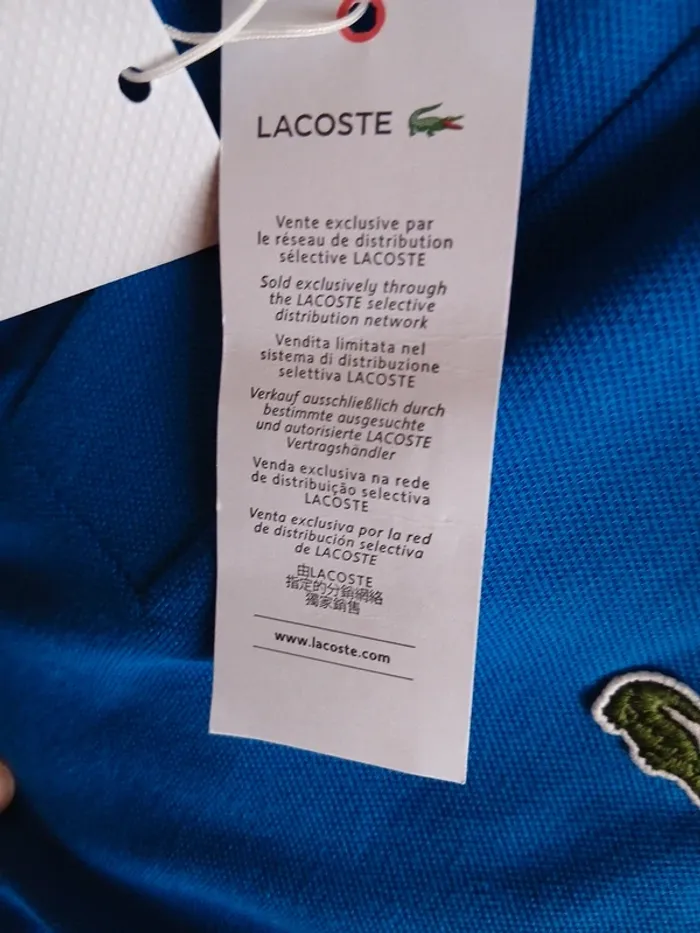 LACOSTE
Vente exclusive par
le réseau de distribution
sélective LACOSTE
Sold exclusively through
the LACOSTE selective
distribution network
Vendita limitata nel
sistema di distribuzione
selettiva LACOSTE
Verkauf ausschließlich durch
bestimmte ausgesuchte
und autorisierte LACOSTE
Vertragshändler
Venda exclusiva na rede
de distribuição selectiva
LACOSTE
Venta exclusiva por la red
de distribución selectiva
de LACOSTE
由LACOSTE
指定的分銷網絡
獨家銷售
www.lacoste.com